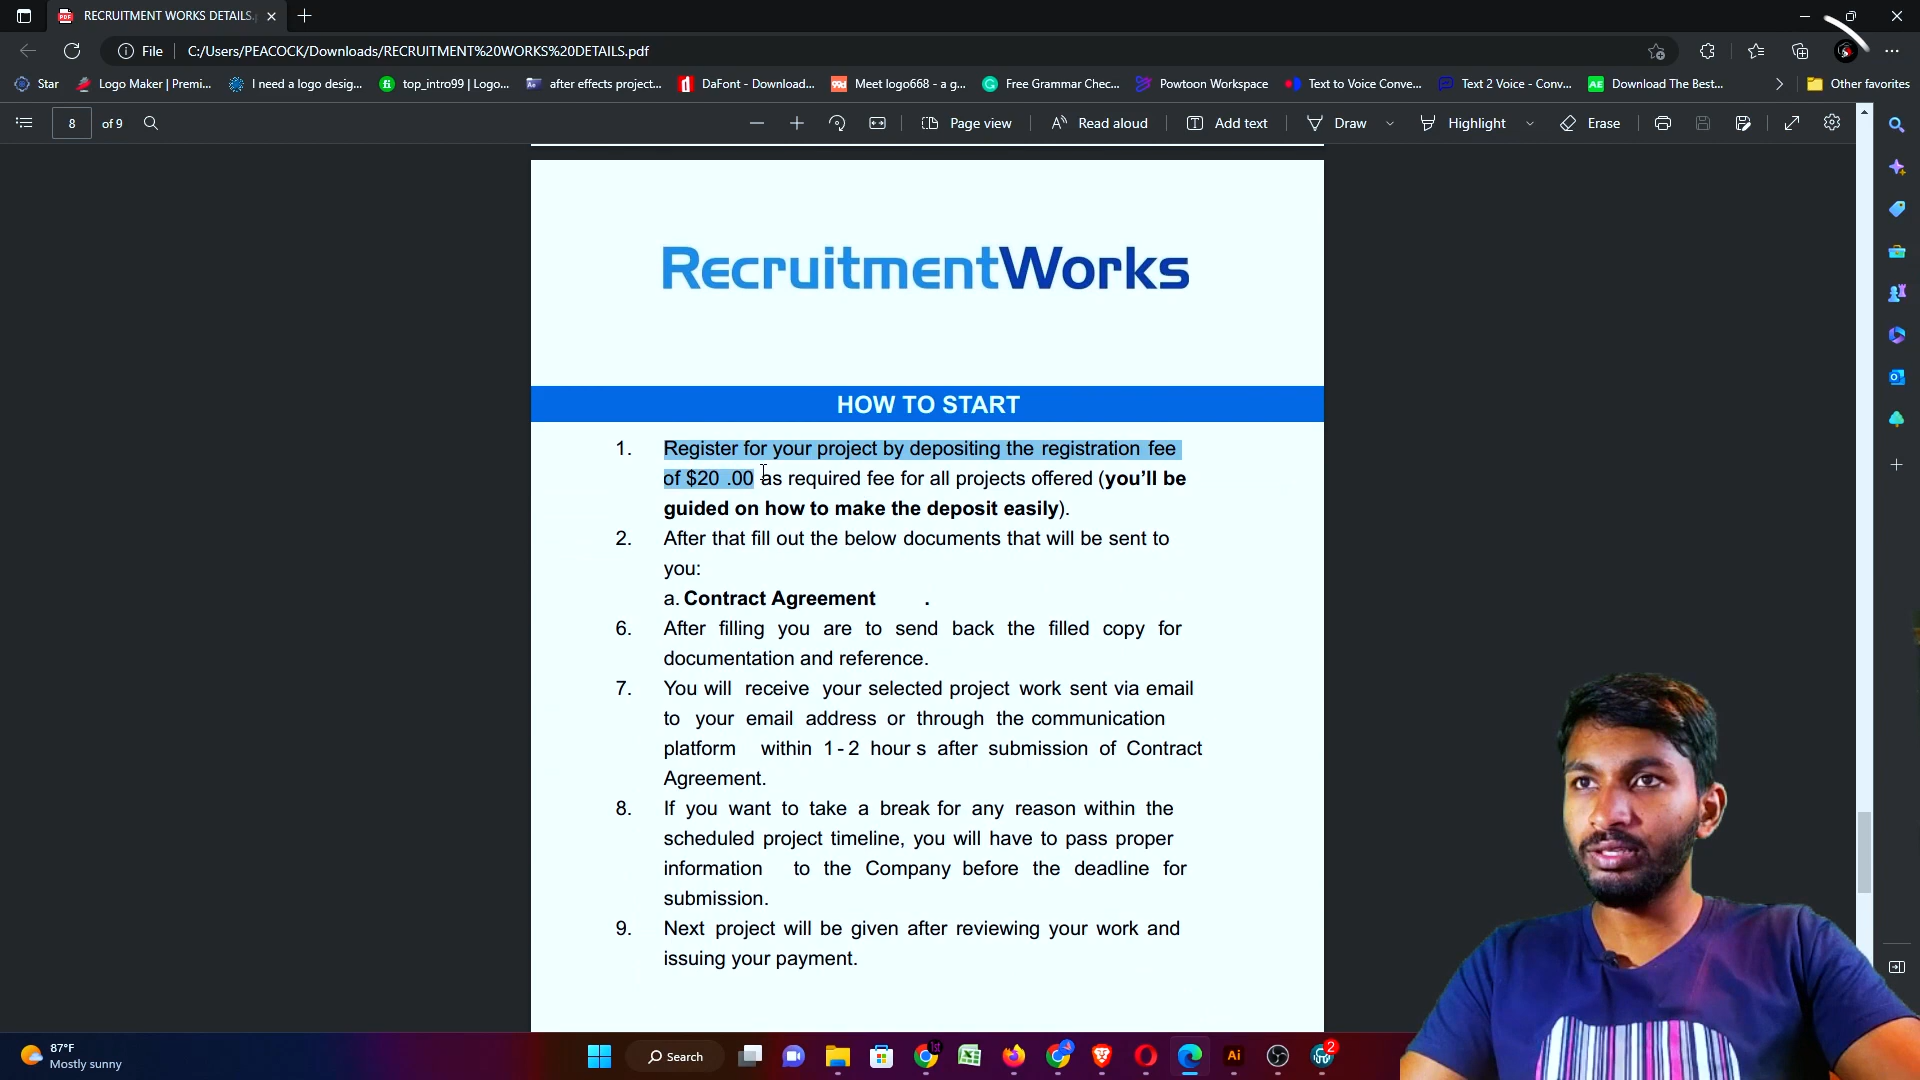 RECRUITMENT WORKS DETAILS.
File
C:/Users/PEACOCK/Downloads/RECRUITMENT%20WORKS%20DETAILS.pdf
Star
Logo Maker | Premi...
I need a logo desig...
top_intro99 | Logo...
after effects project...
DaFont - Download...
Meet logo668 - a g...
Free Grammar Chec...
Powtoon Workspace
Text to Voice Conve...
Text 2 Voice - Conv...
Download The Best...
Other favorites
8 of 9
Page view
Read aloud
Add text
Draw
Highlight
Erase
RecruitmentWorks
HOW TO START
1. Register for your project by depositing the registration fee
of $20 .00 as required fee for all projects offered (you'll be
guided on how to make the deposit easily).
2. After that fill out the below documents that will be sent to
you:
a. Contract Agreement .
6. After filling you are to send back the filled copy for
documentation and reference.
7. You will receive your selected project work sent via email
to your email address or through the communication
platform within 1-2 hour s after submission of Contract
Agreement.
8. If you want to take a break for any reason within the
scheduled project timeline, you will have to pass proper
information to the Company before the deadline for
submission.
9. Next project will be given after reviewing your work and
issuing your payment.
87°F
Mostly sunny
Search